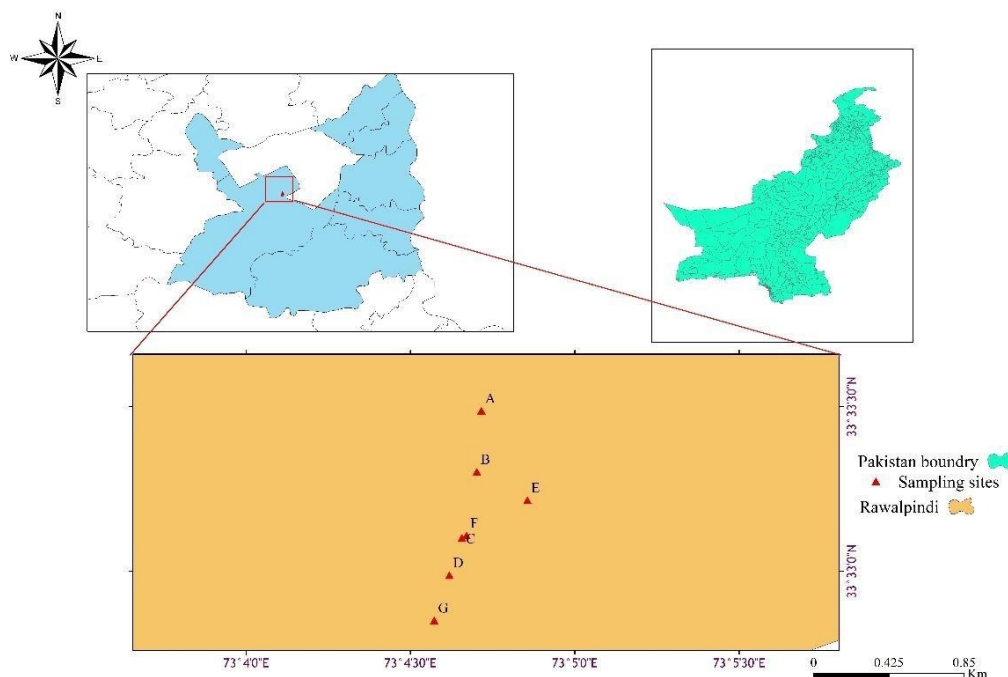 N
W E
S
A
B
E
F
C
D
G
33°33'30"N
33°33'0"N
73°4'0"E 73°4'30"E 73°5'0"E 73°5'30"E
Pakistan boundry
Sampling sites
Rawalpindi
0 0.425 0.85
Km